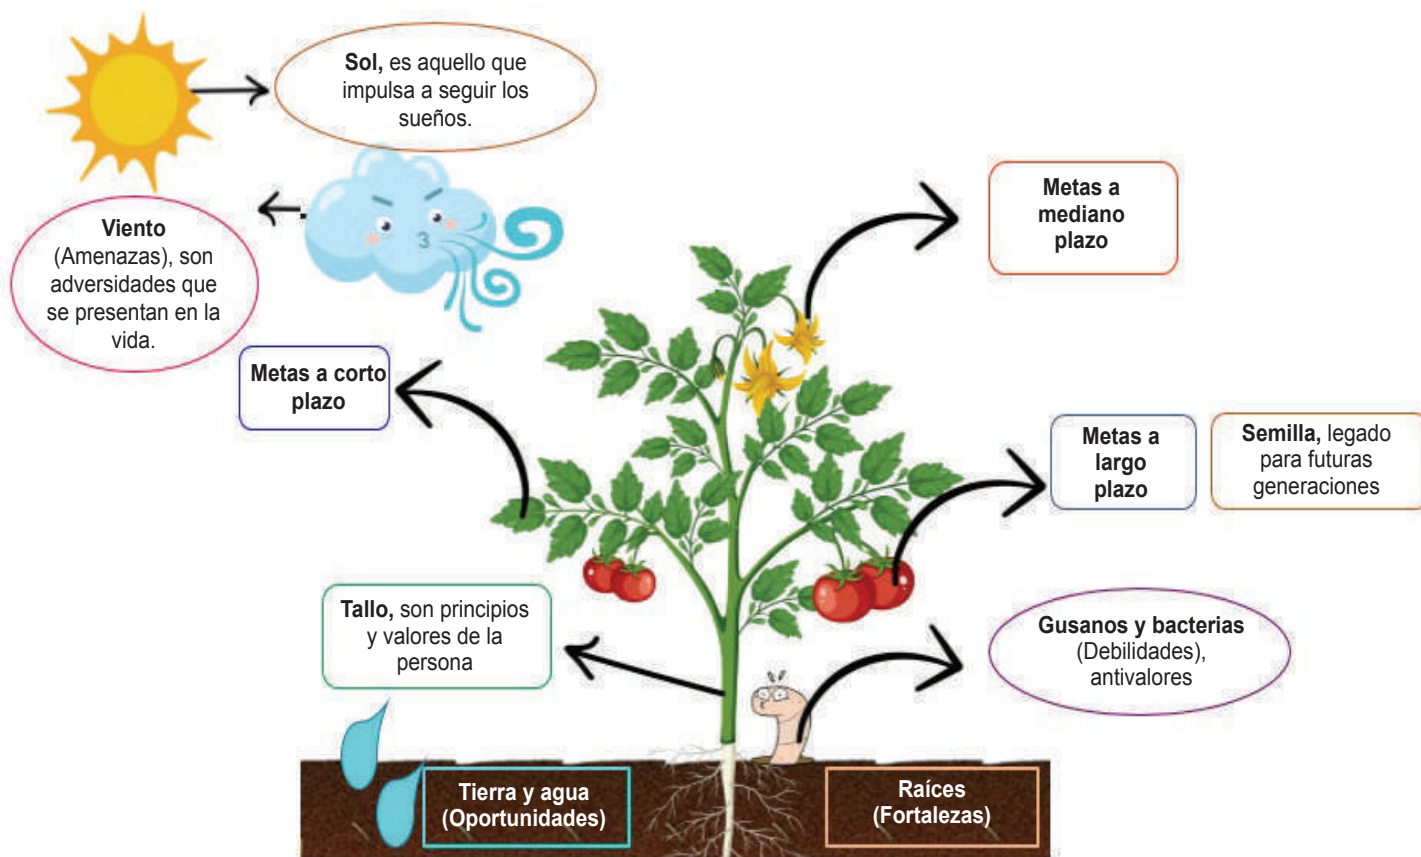 Sol, es aquello que
impulsa a seguir los
sueños.
Viento
(Amenazas), son
adversidades que
se presentan en la
vida.
Metas a
mediano
plazo
Metas a corto
plazo
Metas a
largo
plazo
Semilla, legado
para futuras
generaciones
Tallo, son principios
y valores de la
persona
Gusanos y bacterias
(Debilidades),
antivalores
Tierra y agua
(Oportunidades)
Raíces
(Fortalezas)